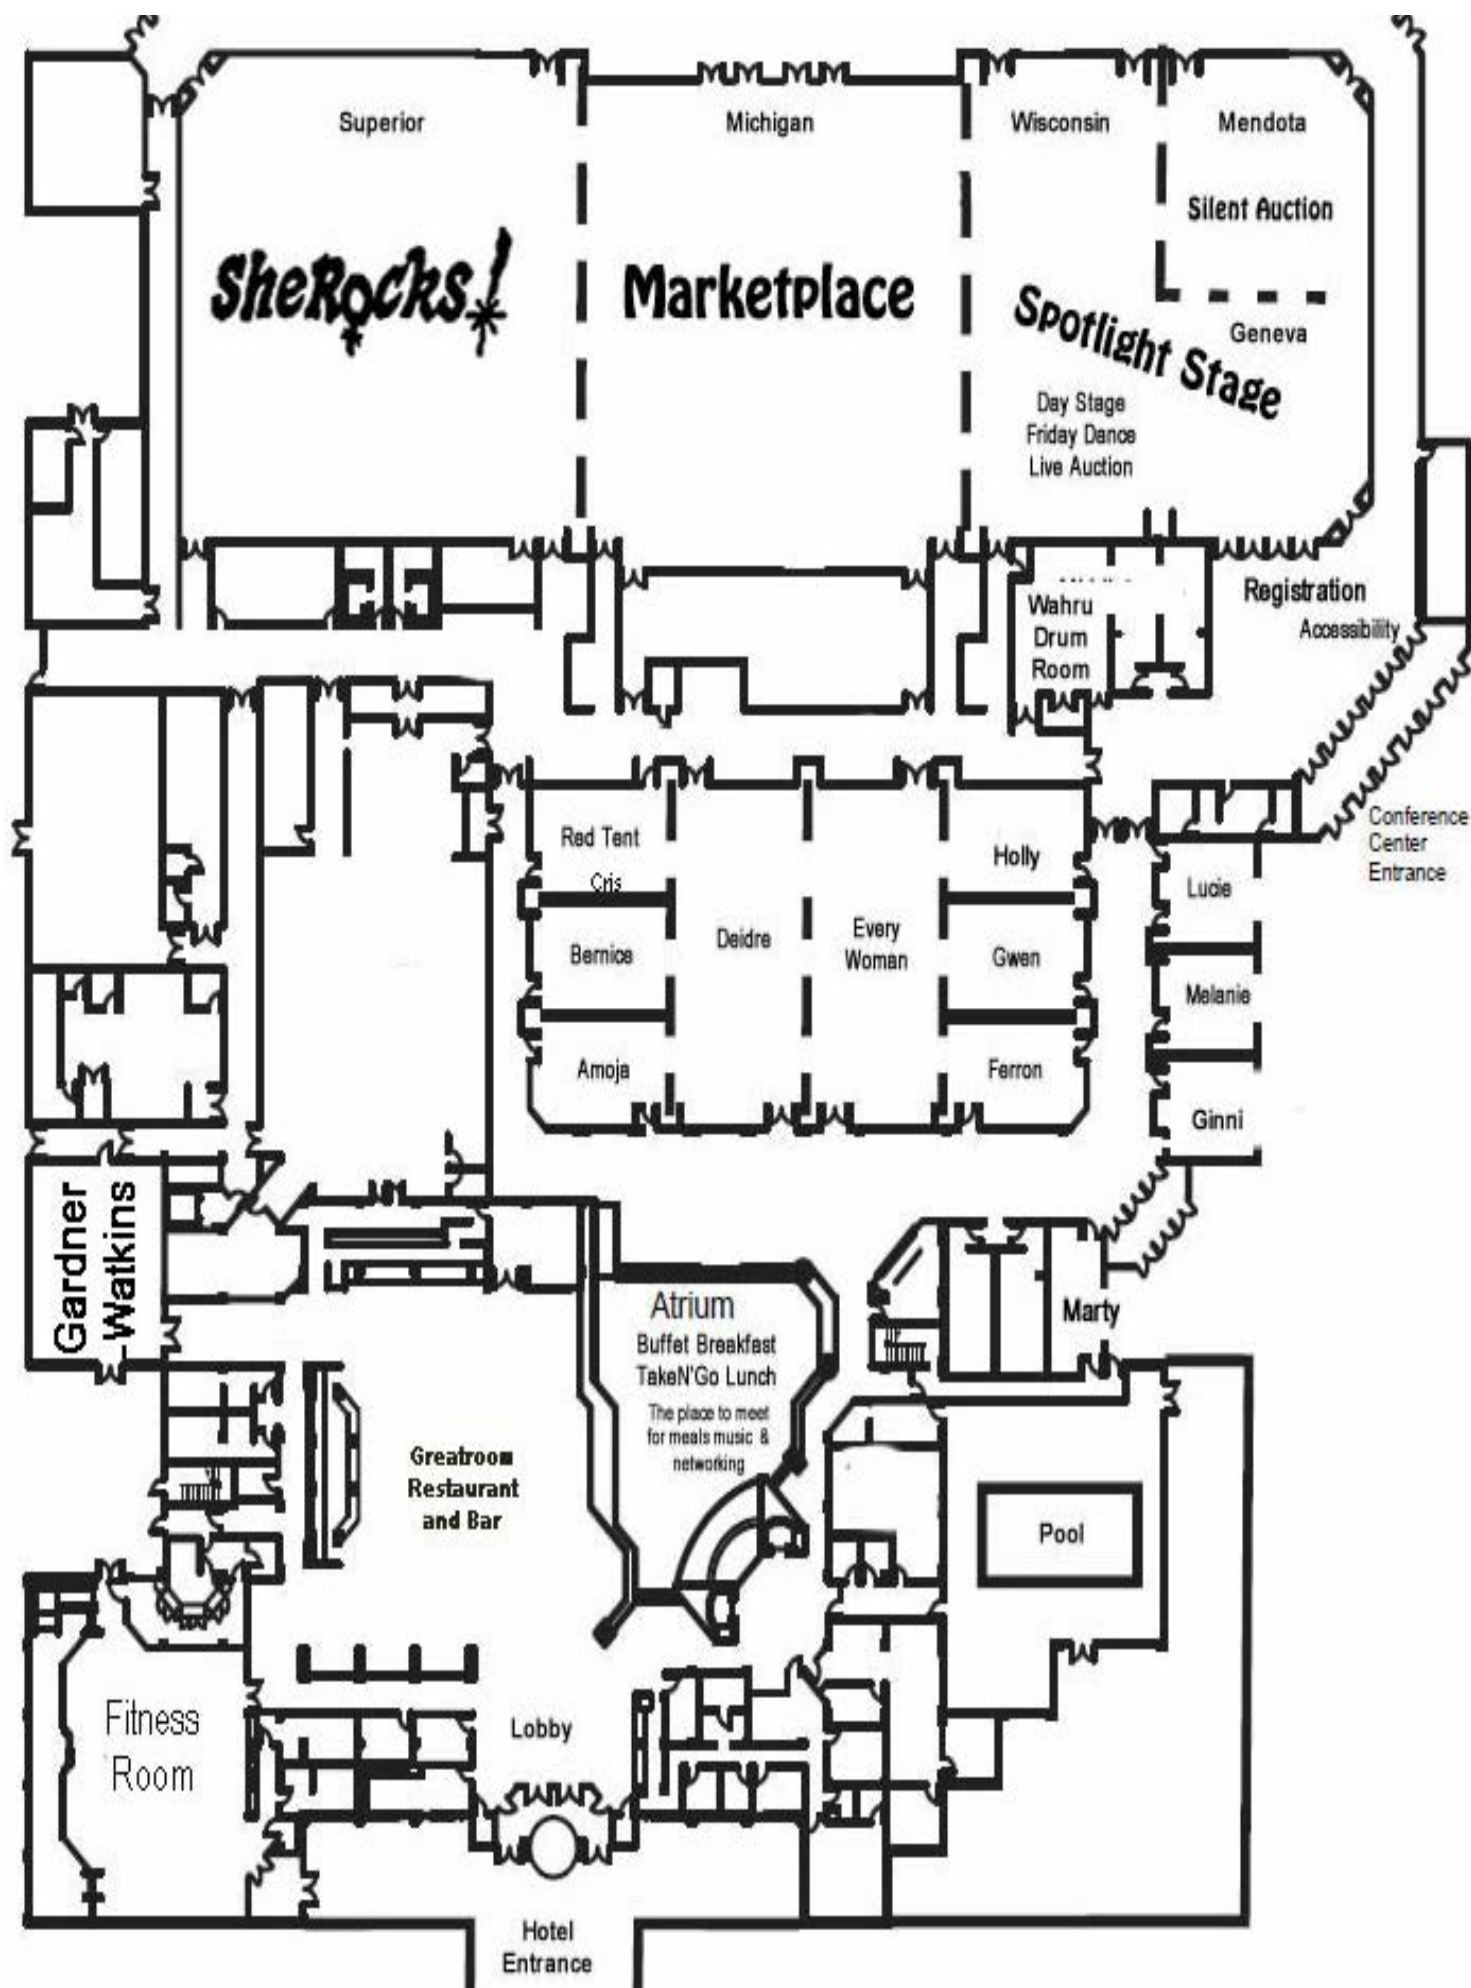 Superior
Michigan
Wisconsin
Mendota
Silent Auction
SheRocks!
Marketplace
Spotlight Stage
Geneva
Day Stage
Friday Dance
Live Auction
Registration
Accessibility
Wahru
Drum
Room
Conference
Center
Entrance
Red Tent
Cris
Holly
Lucie
Bernice
Deidre
Every
Woman
Gwen
Melanie
Amoja
Ferron
Ginni
Gardner
Watkins
Atrium
Buffet Breakfast
TakeN'Go Lunch
The place to meet
for meals music &
networking
Marty
Greatroom
Restaurant
and Bar
Pool
Fitness
Room
Lobby
Hotel
Entrance